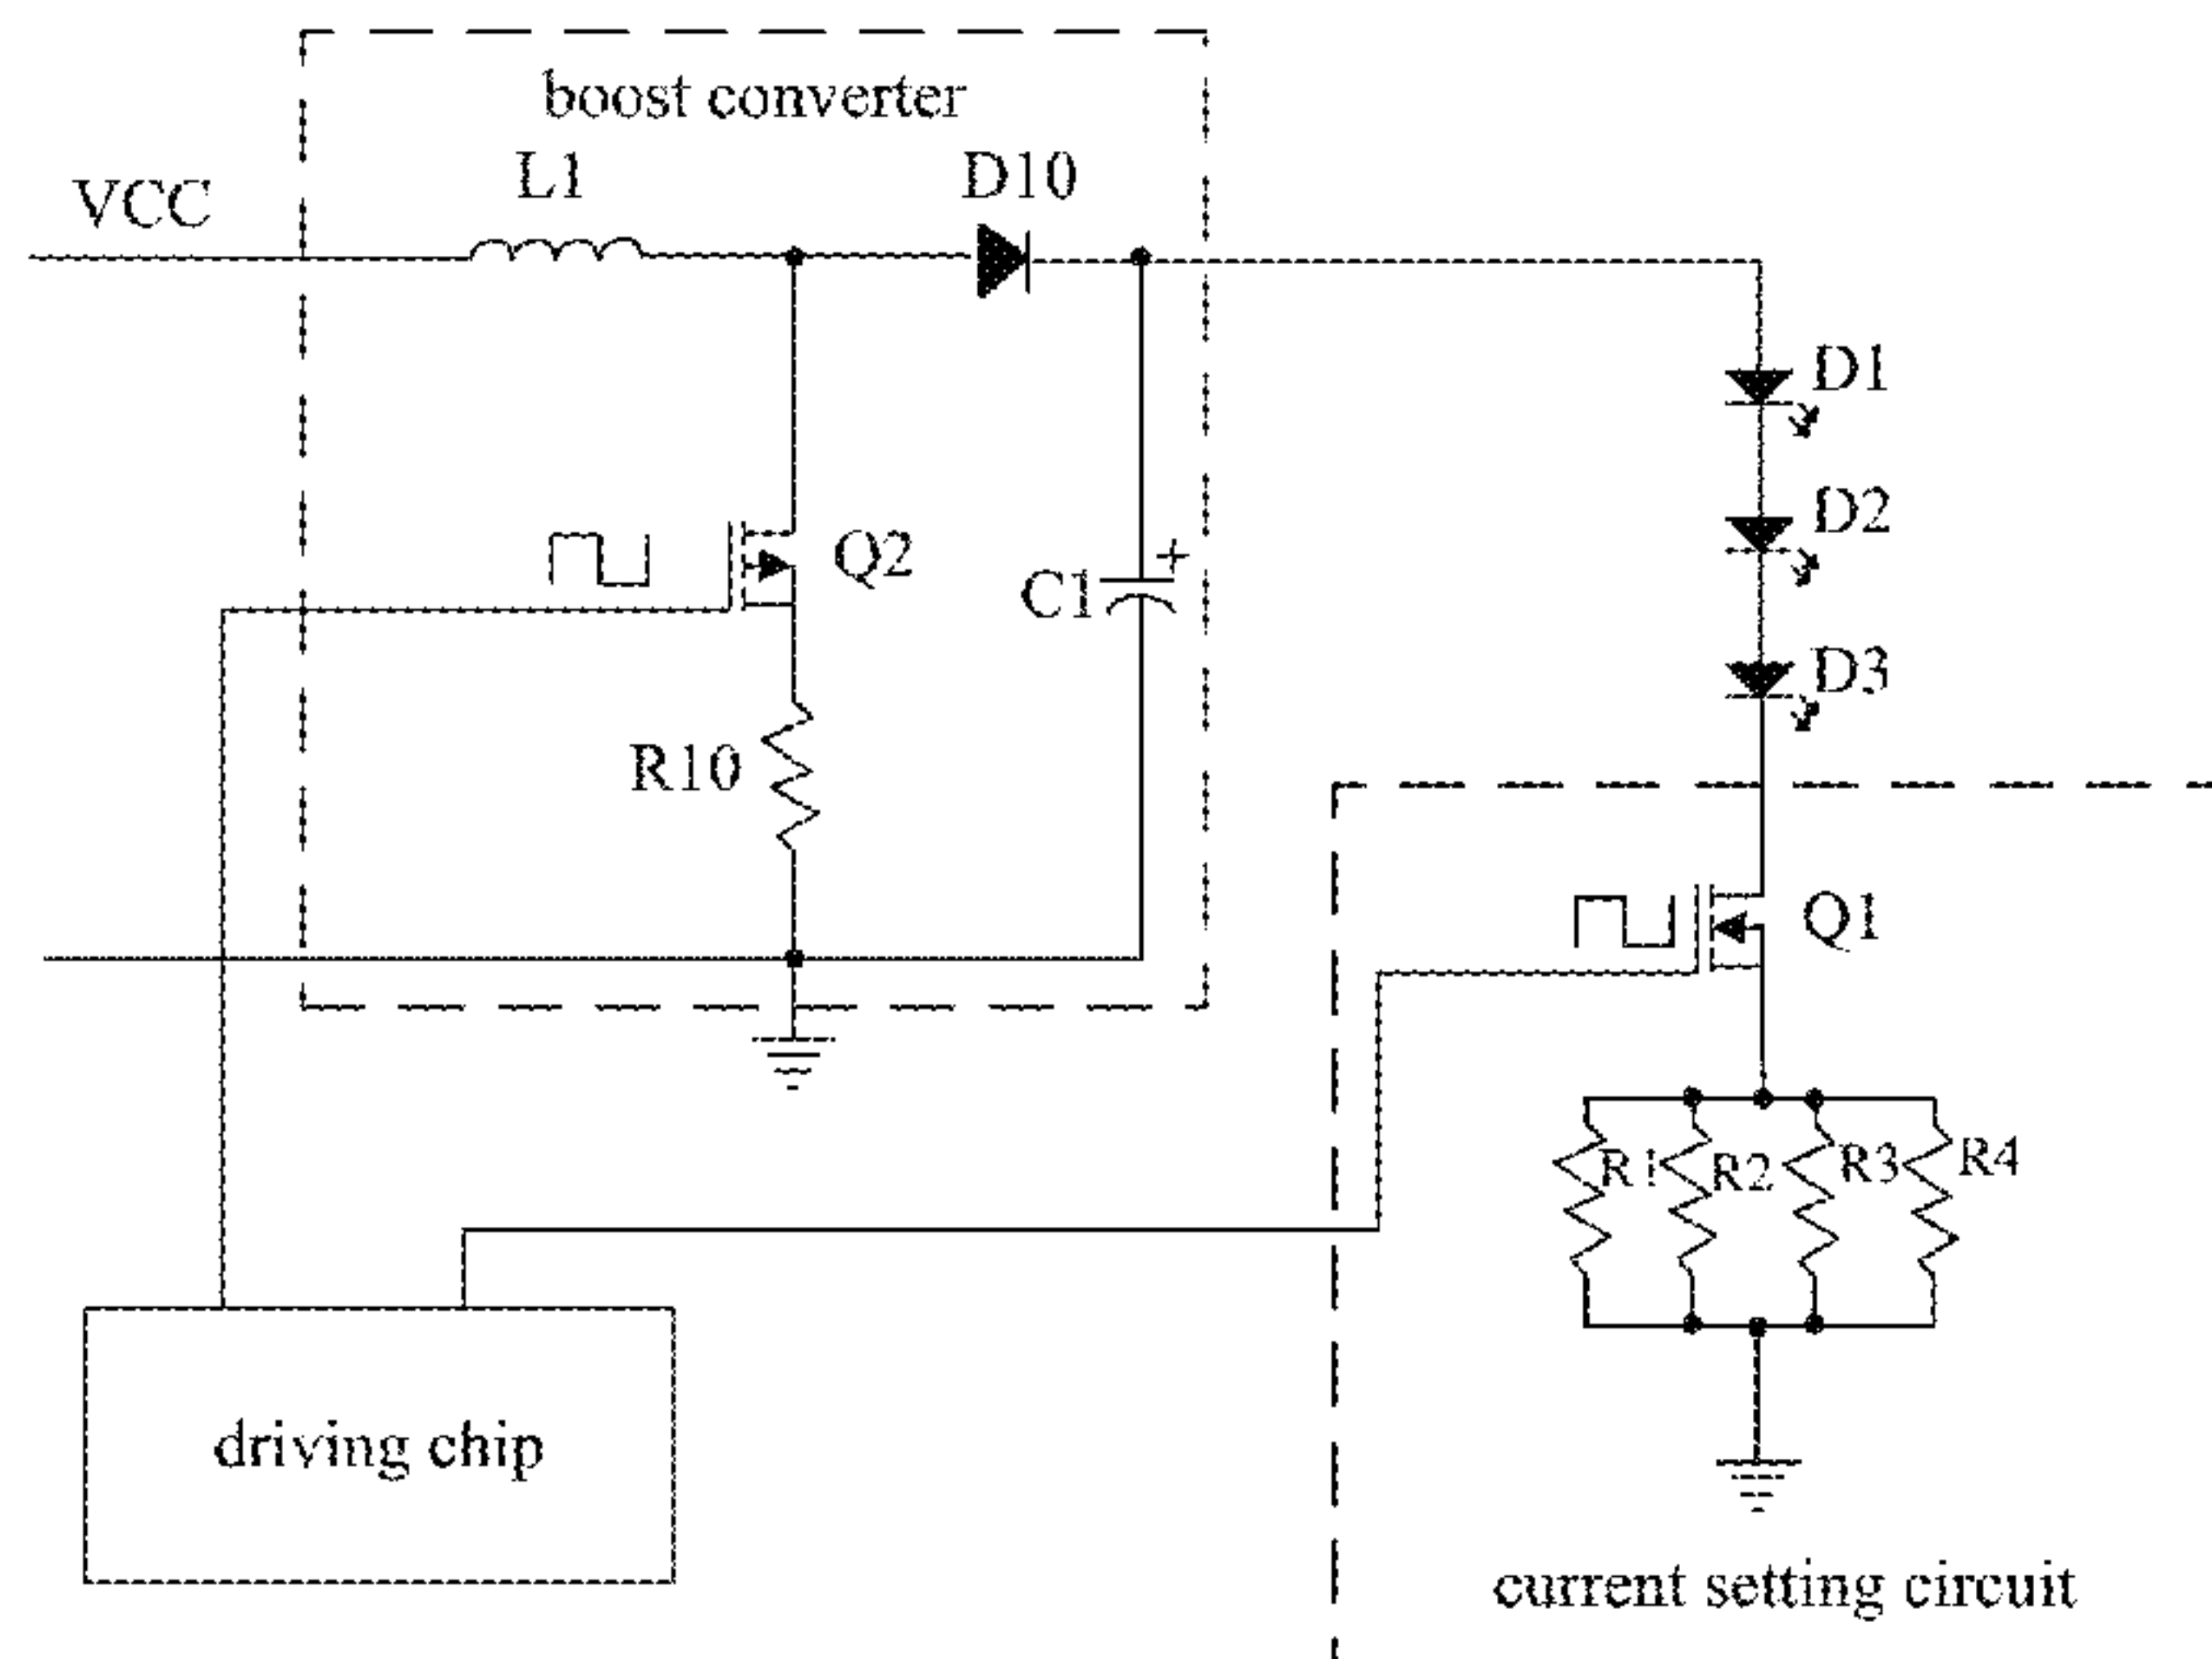 boost converter
VCC
L1
D10
D1
D2
Q2
C1
+
D3
R10
Q1
R1
R2
R3
R4
driving chip
current setting circuit